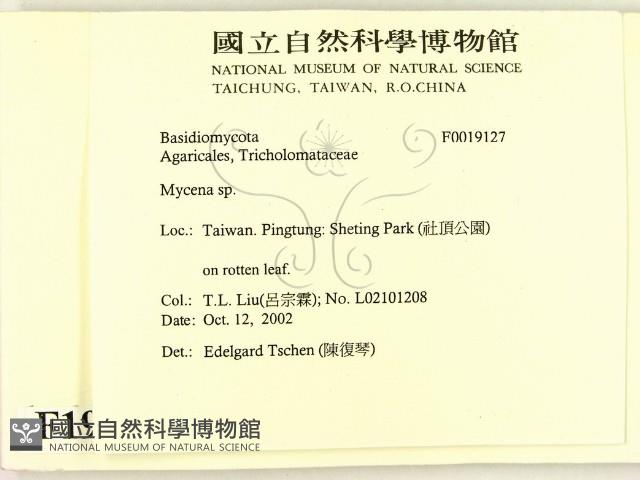 國立自然科學博物館
NATIONAL MUSEUM OF NATURAL SCIENCE
TAICHUNG, TAIWAN, R.O.CHINA
Basidiomycota F0019127
Agaricales, Tricholomataceae
Mycena sp.
Loc.: Taiwan. Pingtung: Sheting Park (社頂公園)
on rotten leaf.
Col.: T.L. Liu(呂宗霖); No. L02101208
Date: Oct. 12, 2002
Det.: Edelgard Tschen (陳復琴)
F19
國立自然科學博物館
NATIONAL MUSEUM OF NATURAL SCIENCE